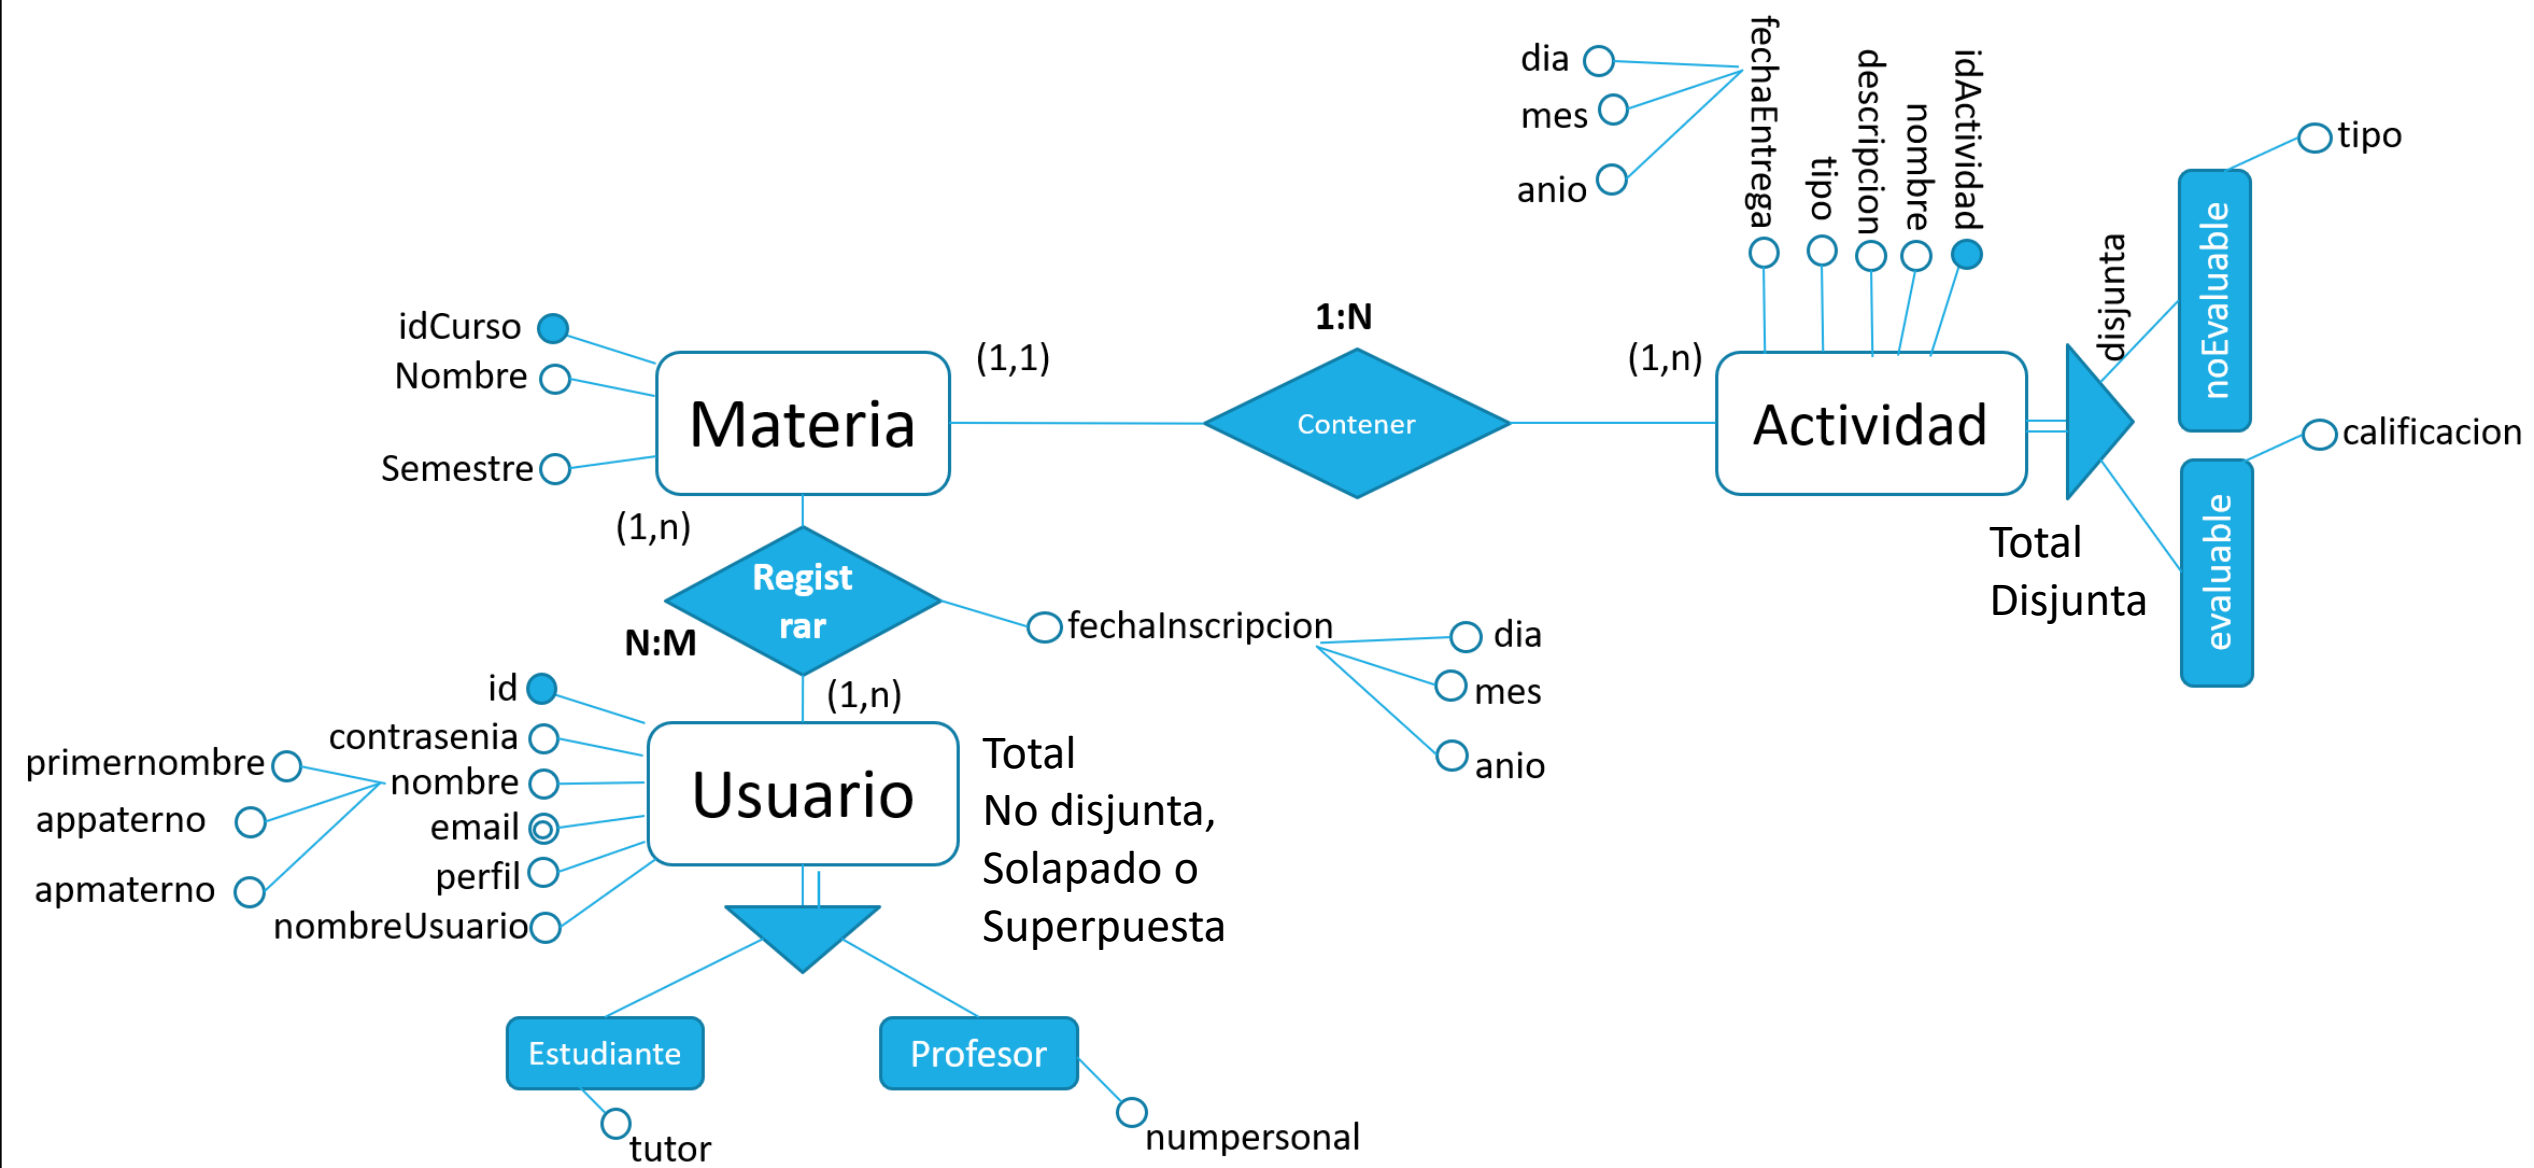 dia
mes
anio
fechaEntrega
tipo
descripcion
nombre
idActividad
tipo
noEvaluable
disjunta
idCurso
Nombre
Semestre
Materia
(1,1)
1:N
Contener
(1,n)
Actividad
calificacion
evaluable
Total
Disjunta
(1,n)
Regist
rar
N:M
(1,n)
fechaInscripcion
dia
mes
anio
id
contrasenia
nombre
email
perfil
nombreUsuario
primernombre
appaterno
apmaterno
Usuario
Total
No disjunta,
Solapado o
Superpuesta
Estudiante
Profesor
tutor
numpersonal